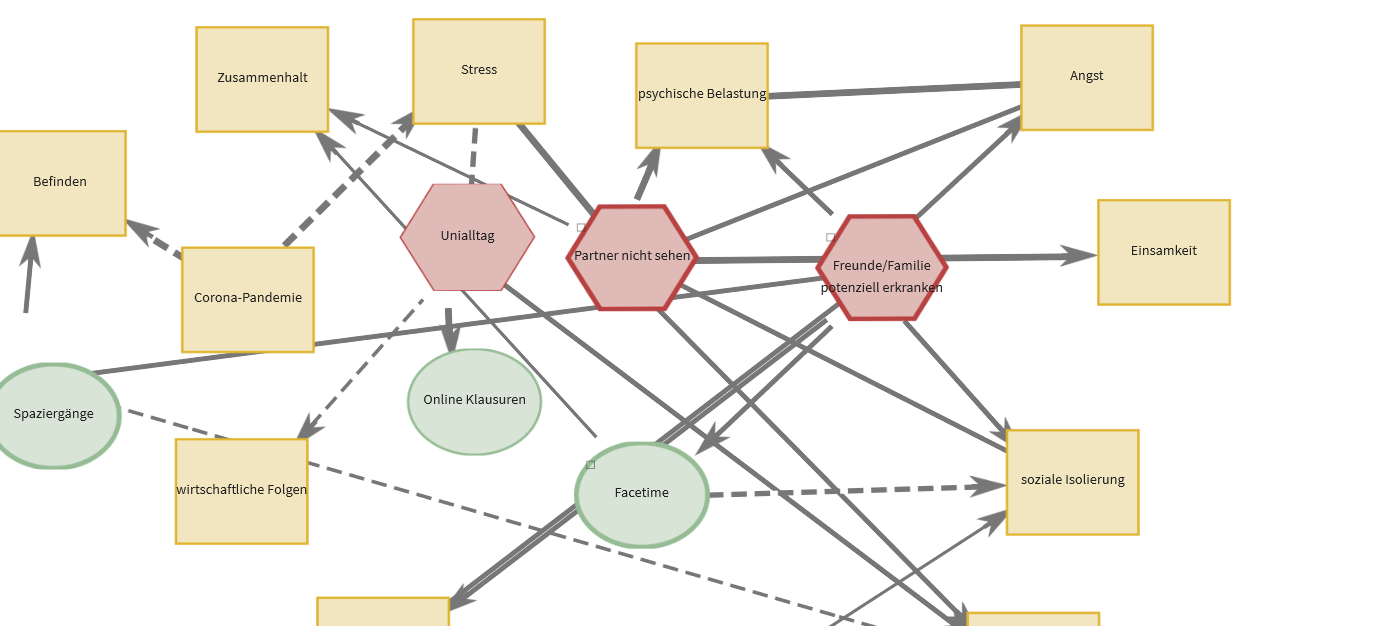 Stress
Angst
Zusammenhalt
psychische Belastung
Befinden
Unialltag
Einsamkeit
Partner nicht sehen
Freunde/Familie
potenziell erkranken
Corona-Pandemie
Online Klausuren
Spaziergänge
soziale Isolierung
wirtschaftliche Folgen
Facetime